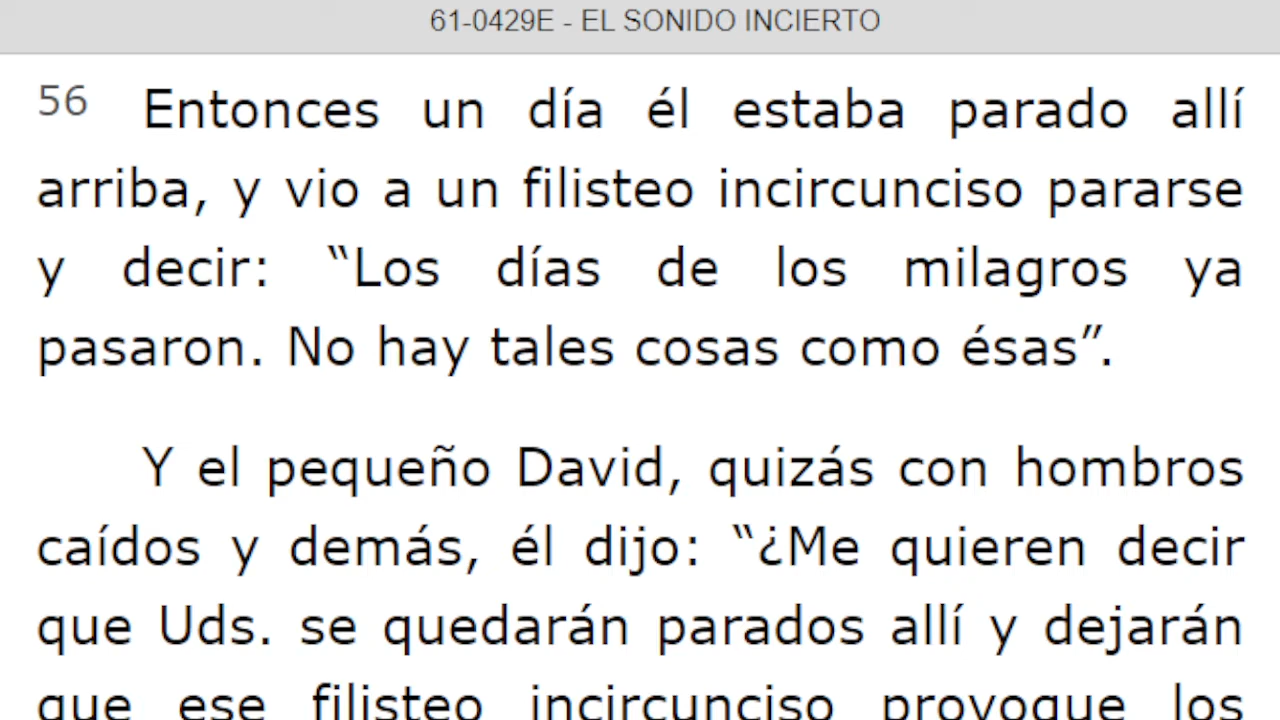 61-0429E - EL SONIDO INCIERTO
56 Entonces un día él estaba parado allí
arriba, y vio a un filisteo incircunciso pararse
y decir: “Los días de los milagros ya
pasaron. No hay tales cosas como ésas”.
Y el pequeño David, quizás con hombros
caídos y demás, él dijo: “¿Me quieren decir
que Uds. se quedarán parados allí y dejarán
que ese filisteo incircunciso provoque los